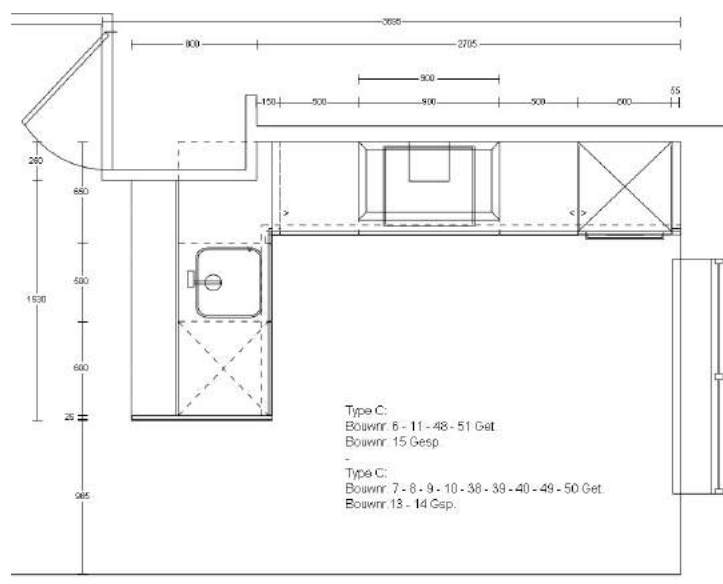 3695
800 2705
900
55
150 500 900 500 600
250
650
500
1530
600
25
985
Type C:
Bouwnr. 6 - 11 - 48 - 51 Get.
Bouwnr. 15 Gesp.
-
Type C:
Bouwnr. 7 - 8 - 9 - 10 - 38 - 39 - 40 - 49 - 50 Get.
Bouwnr.13 - 14 Gsp.